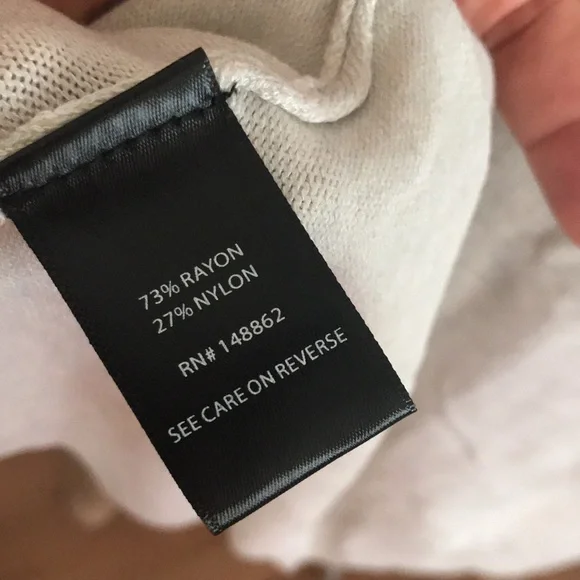 73% RAYON
27% NYLON
RN# 148862
SEE CARE ON REVERSE